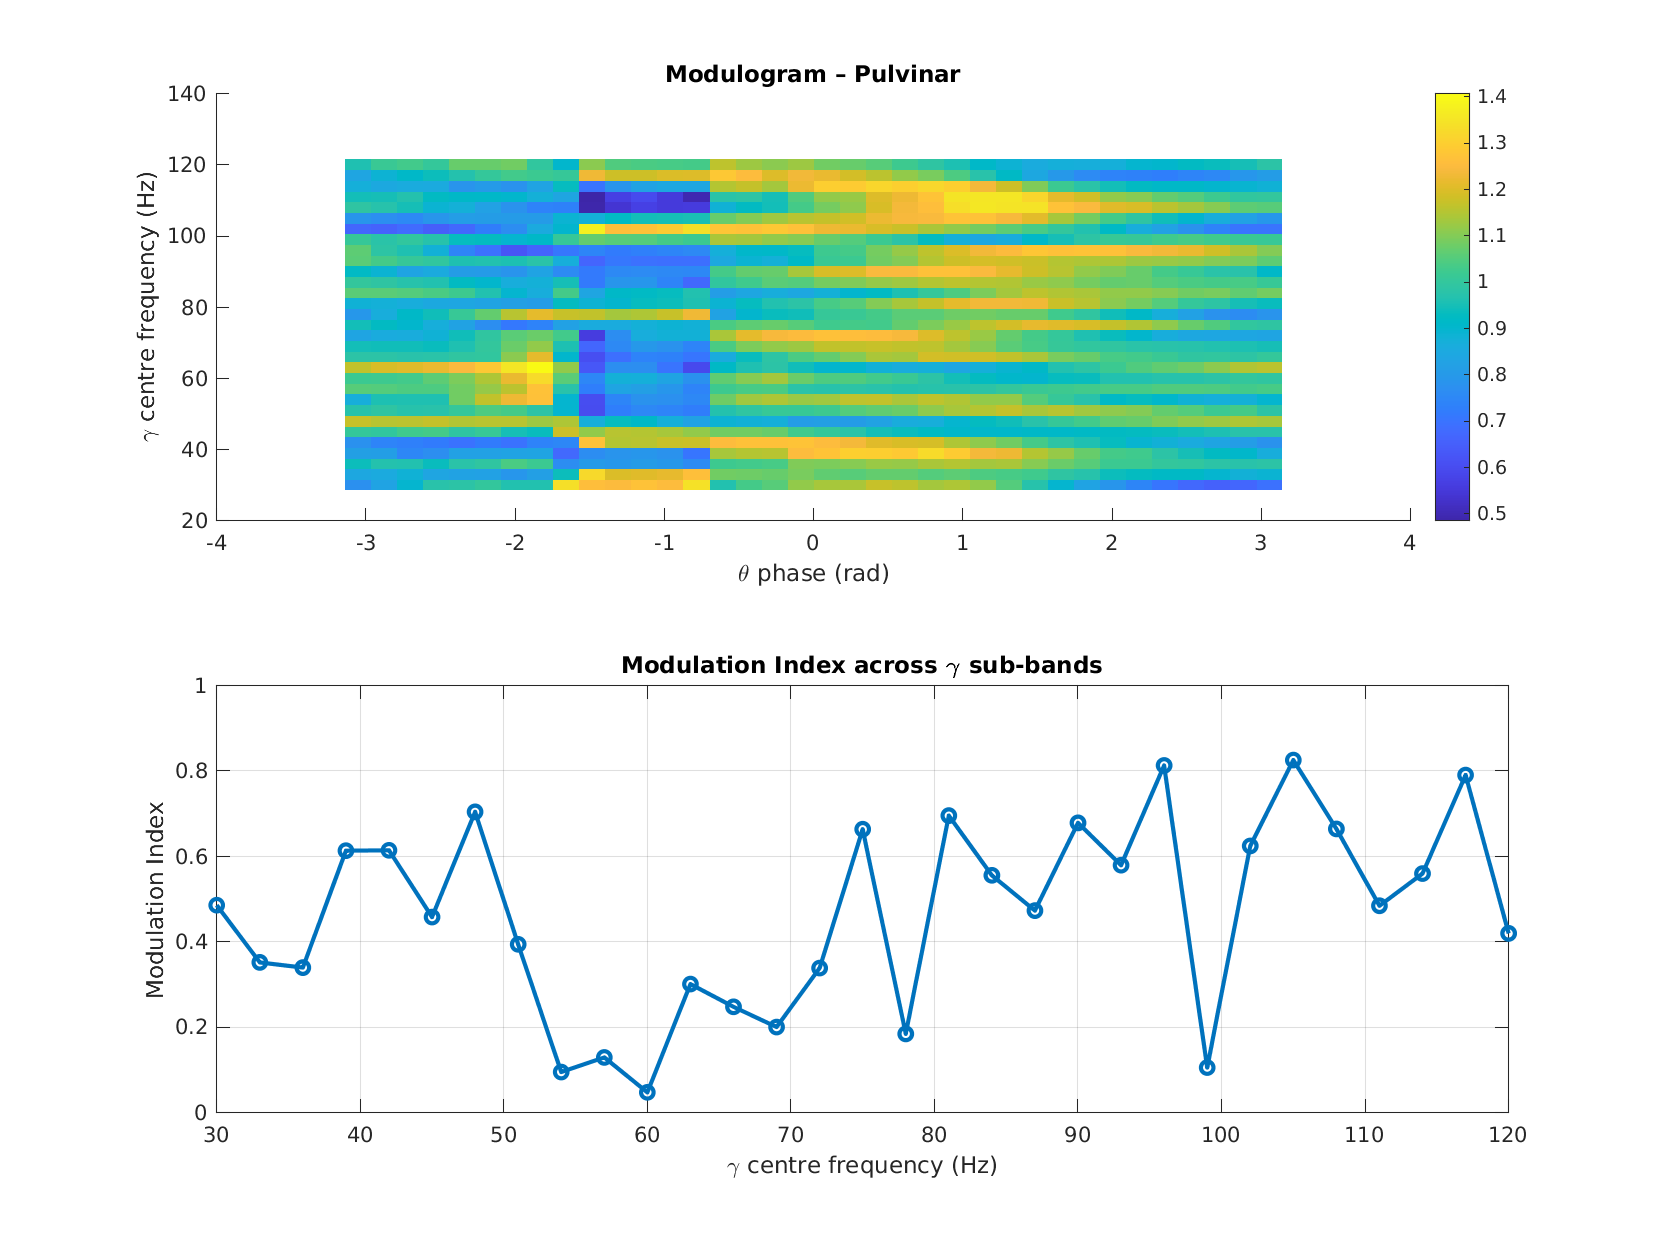 Modulogram – Pulvinar
140
120
100
80
60
40
20
γ centre frequency (Hz)
-4 -3 -2 -1 0 1 2 3 4
θ phase (rad)
1.4
1.3
1.2
1.1
1
0.9
0.8
0.7
0.6
0.5
Modulation Index across γ sub-bands
1
0.8
0.6
0.4
0.2
0
Modulation Index
30 40 50 60 70 80 90 100 110 120
γ centre frequency (Hz)